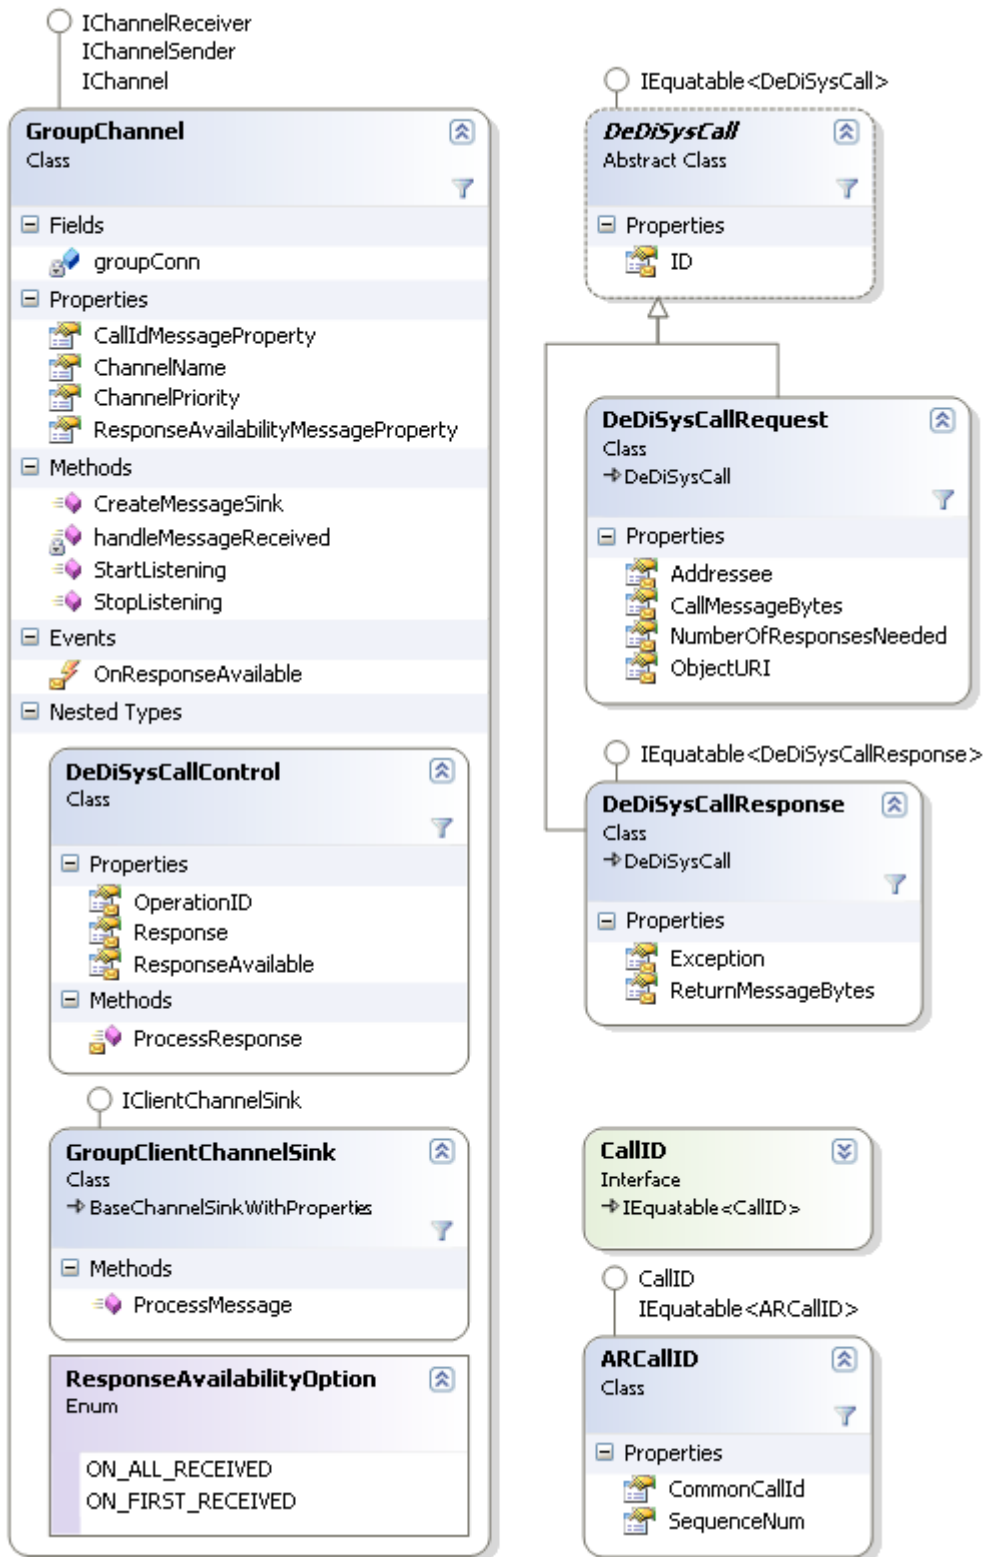 IChannelReceiver
IChannelSender
IChannel
GroupChannel
Class
Fields
groupConn
Properties
CallIdMessageProperty
ChannelName
ChannelPriority
ResponseAvailabilityMessageProperty
Methods
CreateMessageSink
handleMessageReceived
StartListening
StopListening
Events
OnResponseAvailable
Nested Types
DeDiSysCallControl
Class
Properties
OperationID
Response
ResponseAvailable
Methods
ProcessResponse
IClientChannelSink
GroupClientChannelSink
Class
BaseChannelSinkWithProperties
Methods
ProcessMessage
ResponseAvailabilityOption
Enum
ON_ALL_RECEIVED
ON_FIRST_RECEIVED
IEquatable<DeDiSysCall>
DeDiSysCall
Abstract Class
Properties
ID
DeDiSysCallRequest
Class
DeDiSysCall
Properties
Addressee
CallMessageBytes
NumberOfResponsesNeeded
ObjectURI
IEquatable<DeDiSysCallResponse>
DeDiSysCallResponse
Class
DeDiSysCall
Properties
Exception
ReturnMessageBytes
CallID
Interface
IEquatable<CallID>
CallID
IEquatable<ARCallID>
ARCallID
Class
Properties
CommonCallId
SequenceNum